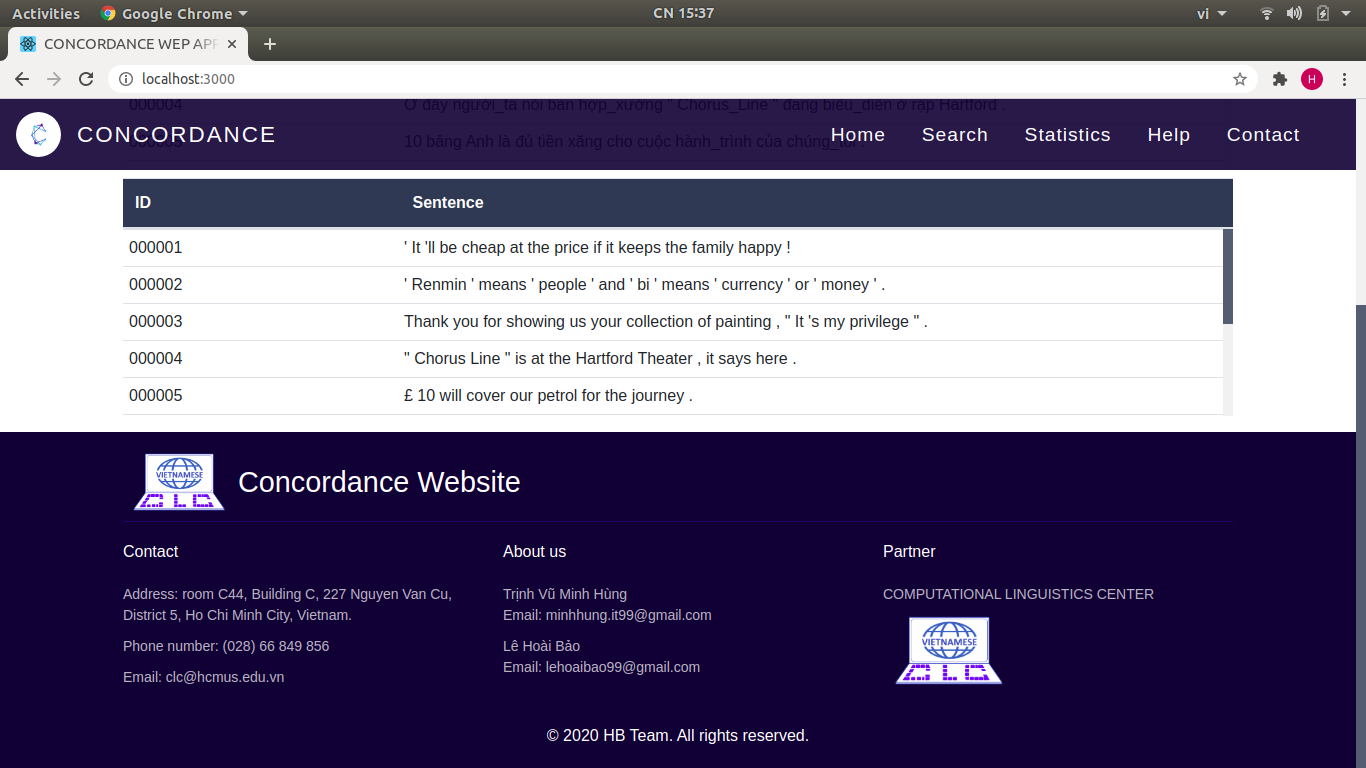 Activities Google Chrome CN 15:37 vi
CONCORDANCE WEP APP
localhost:3000 H
000004 Ở đây người_ta nói bản hợp_xướng " Chorus_Line " đang biểu_diễn ở rạp Hartford .
CONCORDANCE Home Search Statistics Help Contact
000005 10 bảng Anh là đủ tiền xăng cho cuộc hành_trình của chúng_tôi .
ID Sentence
000001 ' It 'll be cheap at the price if it keeps the family happy !
000002 ' Renmin ' means ' people ' and ' bi ' means ' currency ' or ' money ' .
000003 Thank you for showing us your collection of painting , " It 's my privilege " .
000004 " Chorus Line " is at the Hartford Theater , it says here .
000005 £ 10 will cover our petrol for the journey .
VIETNAMESE
CLC
Concordance Website
Contact About us Partner
Address: room C44, Building C, 227 Nguyen Van Cu, Trịnh Vũ Minh Hùng COMPUTATIONAL LINGUISTICS CENTER
District 5, Ho Chi Minh City, Vietnam. Email: minhhung.it99@gmail.com
Phone number: (028) 66 849 856 Lê Hoài Bảo VIETNAMESE
Email: clc@hcmus.edu.vn Email: lehoaibao99@gmail.com CLC
© 2020 HB Team. All rights reserved.